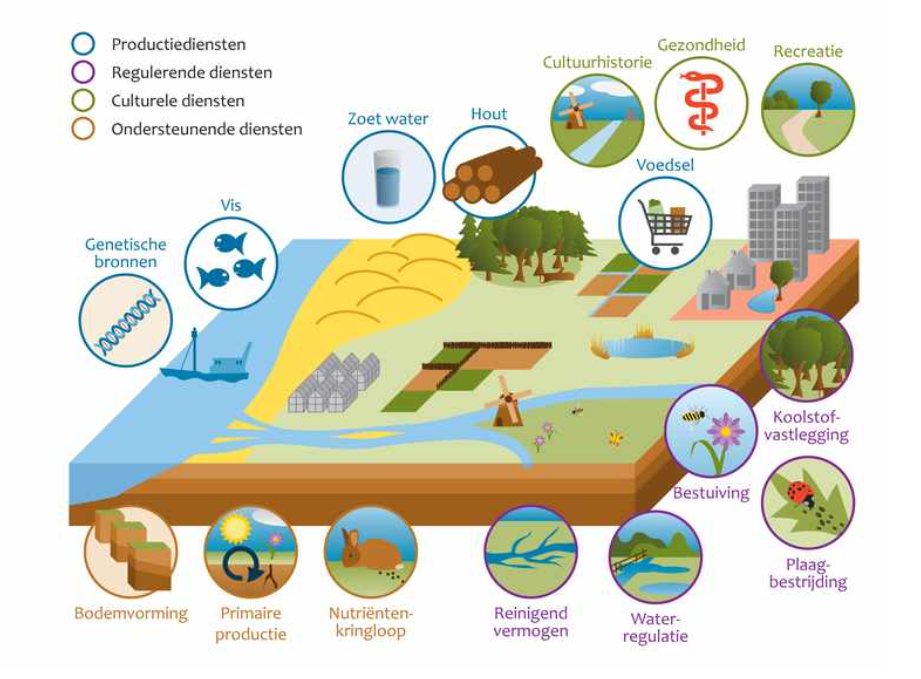 Productiediensten
Regulerende diensten
Culturele diensten
Ondersteunende diensten
Cultuurhistorie
Gezondheid
Recreatie
Zoet water
Hout
Voedsel
Vis
Genetische
bronnen
Koolstof-
vastlegging
Bestuiving
Plaag-
bestrijding
Bodemvorming
Primaire
productie
Nutriënten-
kringloop
Reinigend
vermogen
Water-
regulatie